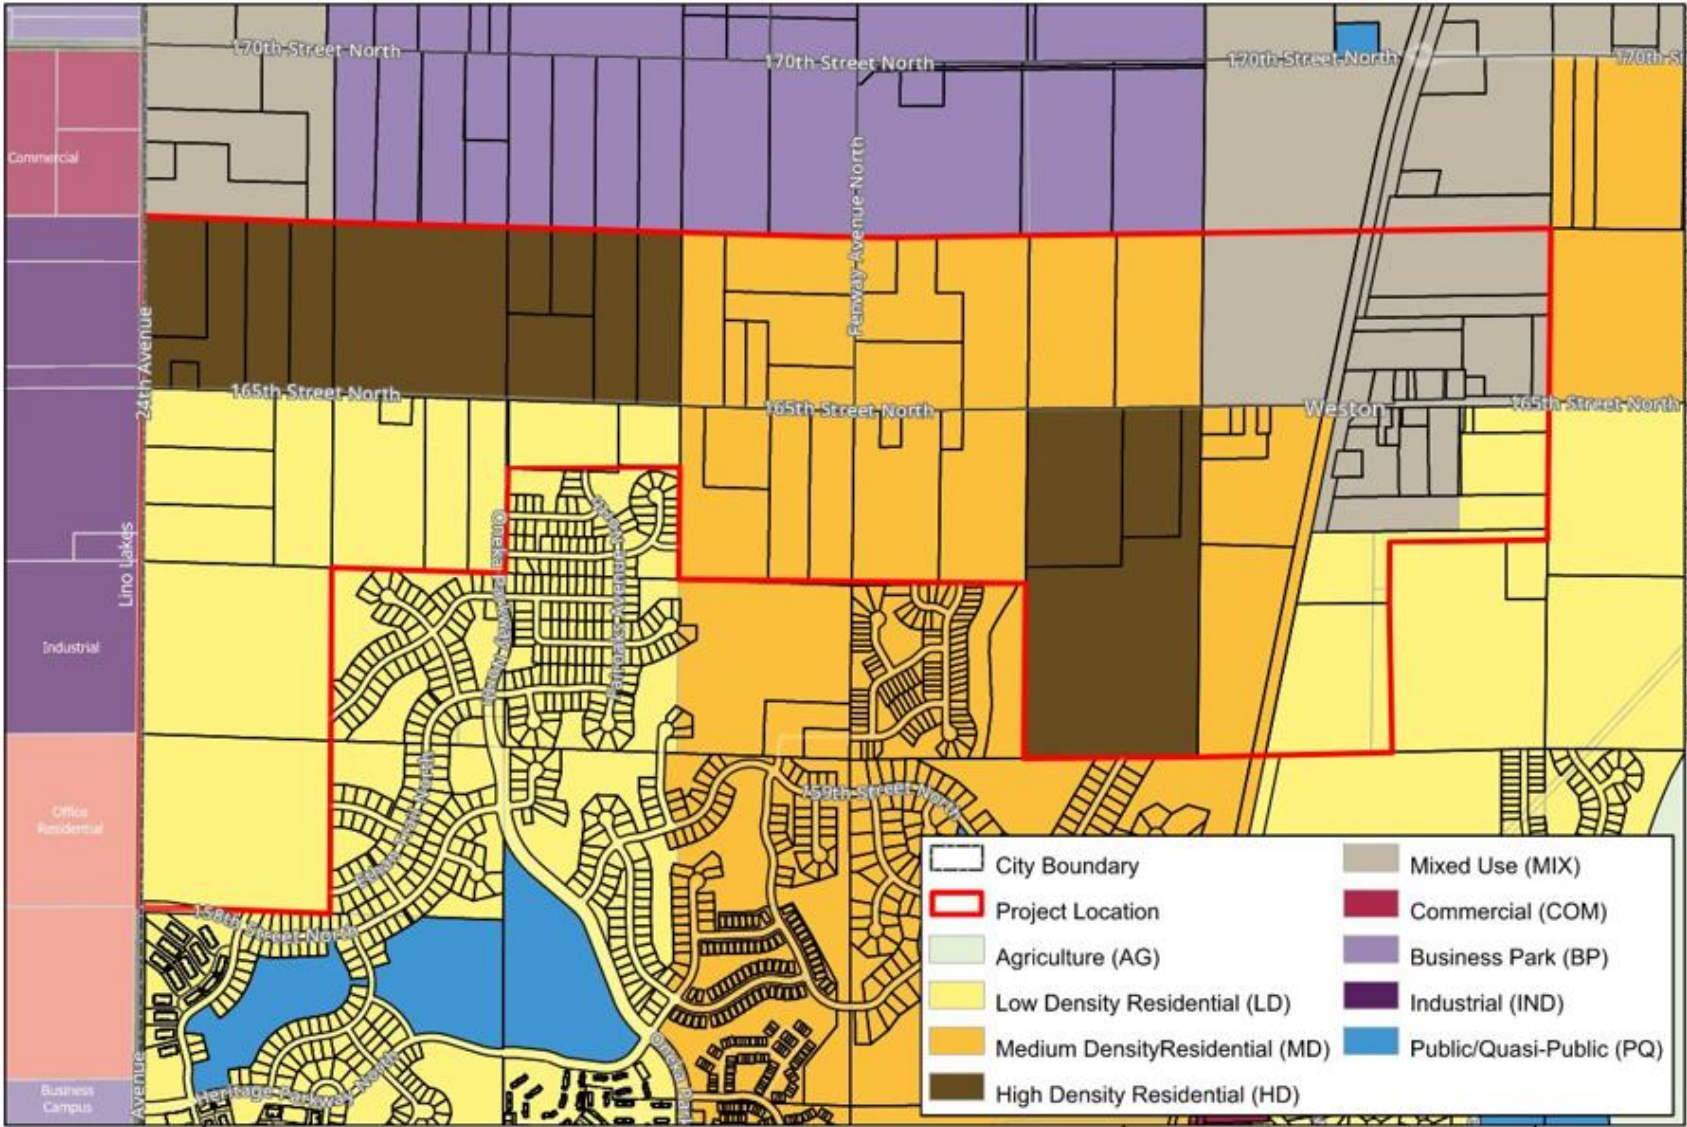 170th Street North
170th Street North
170th Street North
170th S
Commercial
Fenway Avenue North
24th Avenue
165th Street North
165th Street North
Weston
165th Street North
Lino Lakes
Industrial
Office
Residential
159th Street North
158th Street North
Heritage Parkway North
Avenue
Business
Campus
City Boundary
Project Location
Agriculture (AG)
Low Density Residential (LD)
Medium DensityResidential (MD)
High Density Residential (HD)
Mixed Use (MIX)
Commercial (COM)
Business Park (BP)
Industrial (IND)
Public/Quasi-Public (PQ)